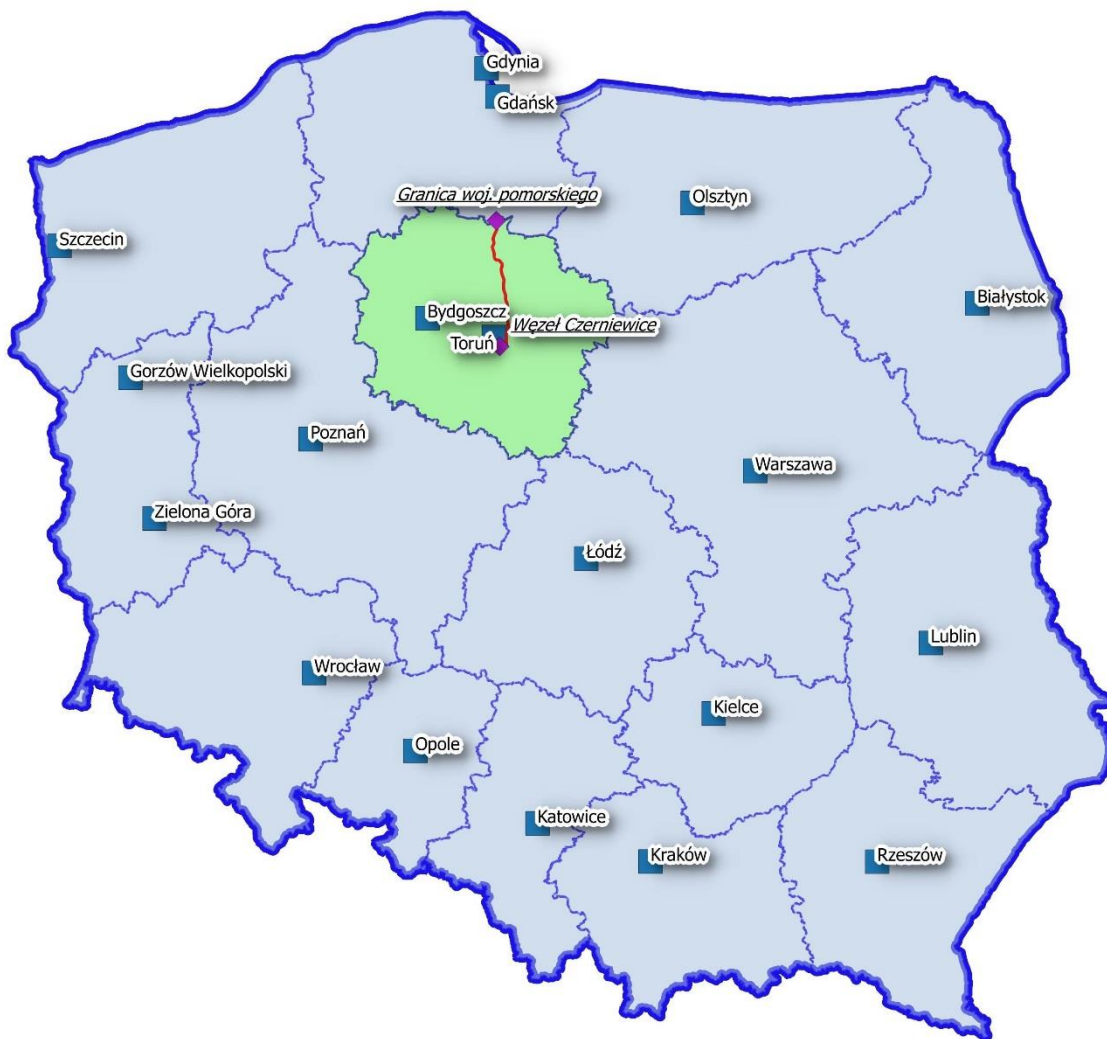 Gdynia
Gdańsk
Granica woj. pomorskiego
Olsztyn
Szczecin
Białystok
Bydgoszcz
Węzeł Czerniewice
Toruń
Gorzów Wielkopolski
Poznań
Warszawa
Zielona Góra
Łódź
Lublin
Wrocław
Kielce
Opole
Katowice
Kraków
Rzeszów